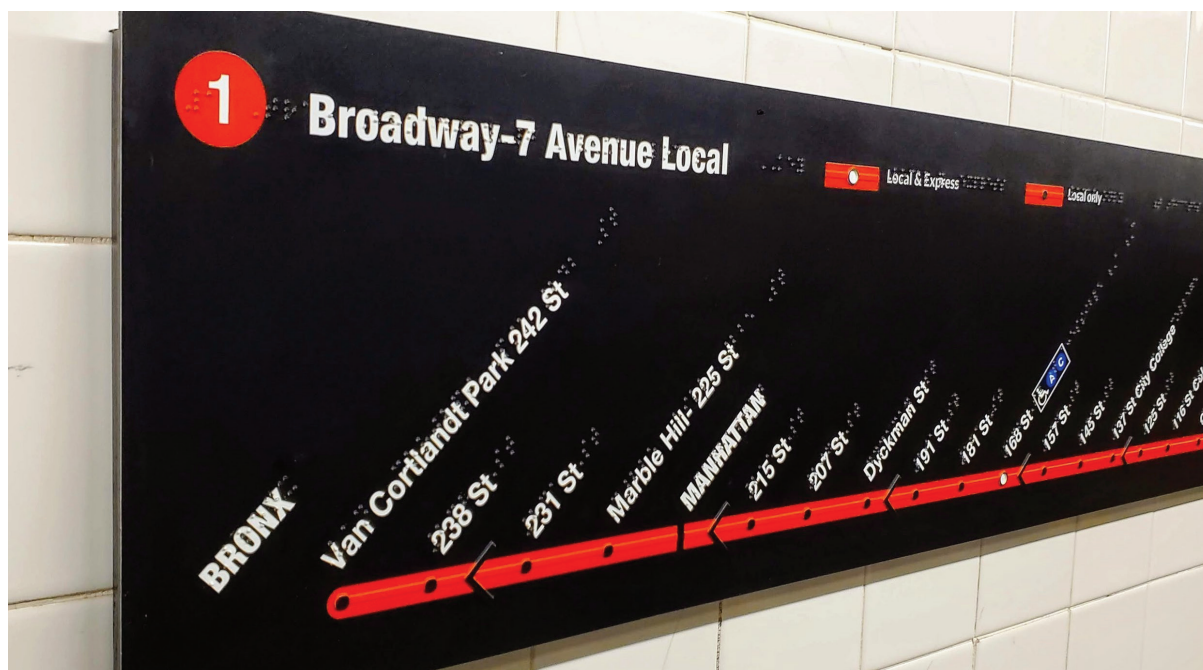 1
Broadway-7 Avenue Local
Local & Express
Local only
BRONX
Van Cortlandt Park 242 St
238 St
231 St
Marble Hill- 225 St
MANHATTAN
215 St
207 St
Dyckman St
191 St
181 St
168 St
A C
157 St
145 St
137 St City College
125 St
116 St